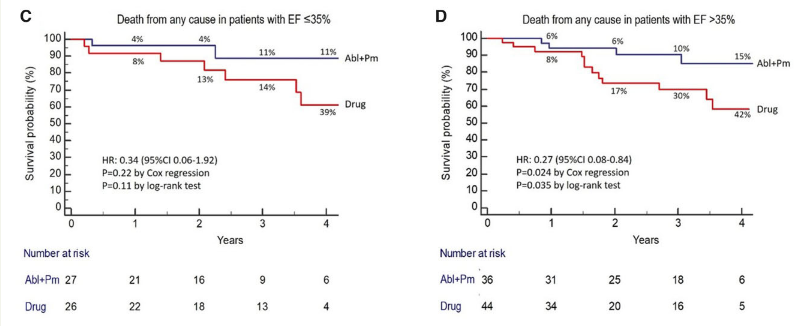 C
Death from any cause in patients with EF ≤35%
Survival probability (%)
100
90
80
70
60
50
40
30
20
10
0
4%
4%
11%
11%
Abl+Pm
8%
13%
14%
39%
Drug
HR: 0.34 (95%CI 0.06-1.92)
P=0.22 by Cox regression
P=0.11 by log-rank test
0 1 2 3 4
Years
Number at risk
Abl+Pm 27 21 16 9 6
Drug 26 22 18 13 4
D
Death from any cause in patients with EF >35%
Survival probability (%)
100
90
80
70
60
50
40
30
20
10
0
6%
6%
10%
15%
Abl+Pm
8%
17%
30%
42%
Drug
HR: 0.27 (95%CI 0.08-0.84)
P=0.024 by Cox regression
P=0.035 by log-rank test
0 1 2 3 4
Years
Number at risk
Abl+Pm 36 31 25 18 6
Drug 44 34 20 16 5